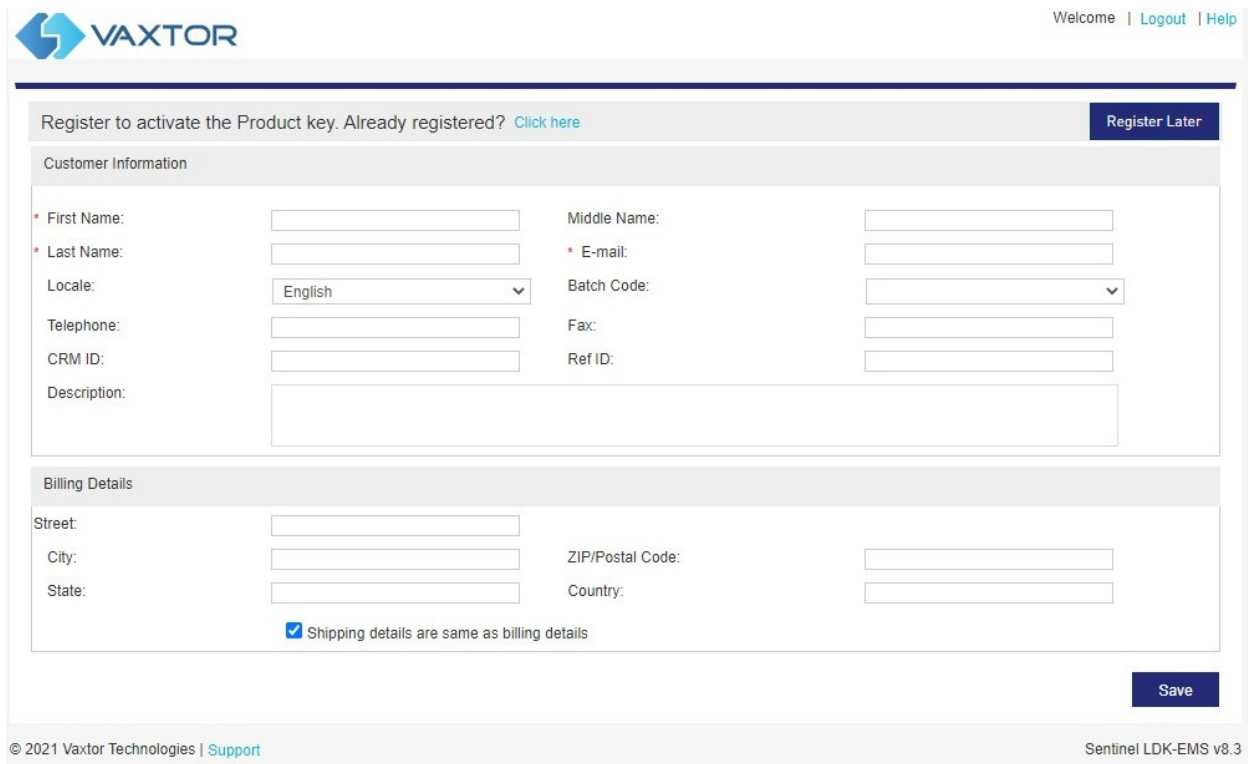 VAXTOR
Welcome | Logout | Help
Register to activate the Product key. Already registered? Click here
Register Later
Customer Information
* First Name:
Middle Name:
* Last Name:
* E-mail:
Locale:
English
Batch Code:
Telephone:
Fax:
CRM ID:
Ref ID:
Description:
Billing Details
Street:
City:
ZIP/Postal Code:
State:
Country:
Shipping details are same as billing details
Save
© 2021 Vaxtor Technologies | Support
Sentinel LDK-EMS v8.3